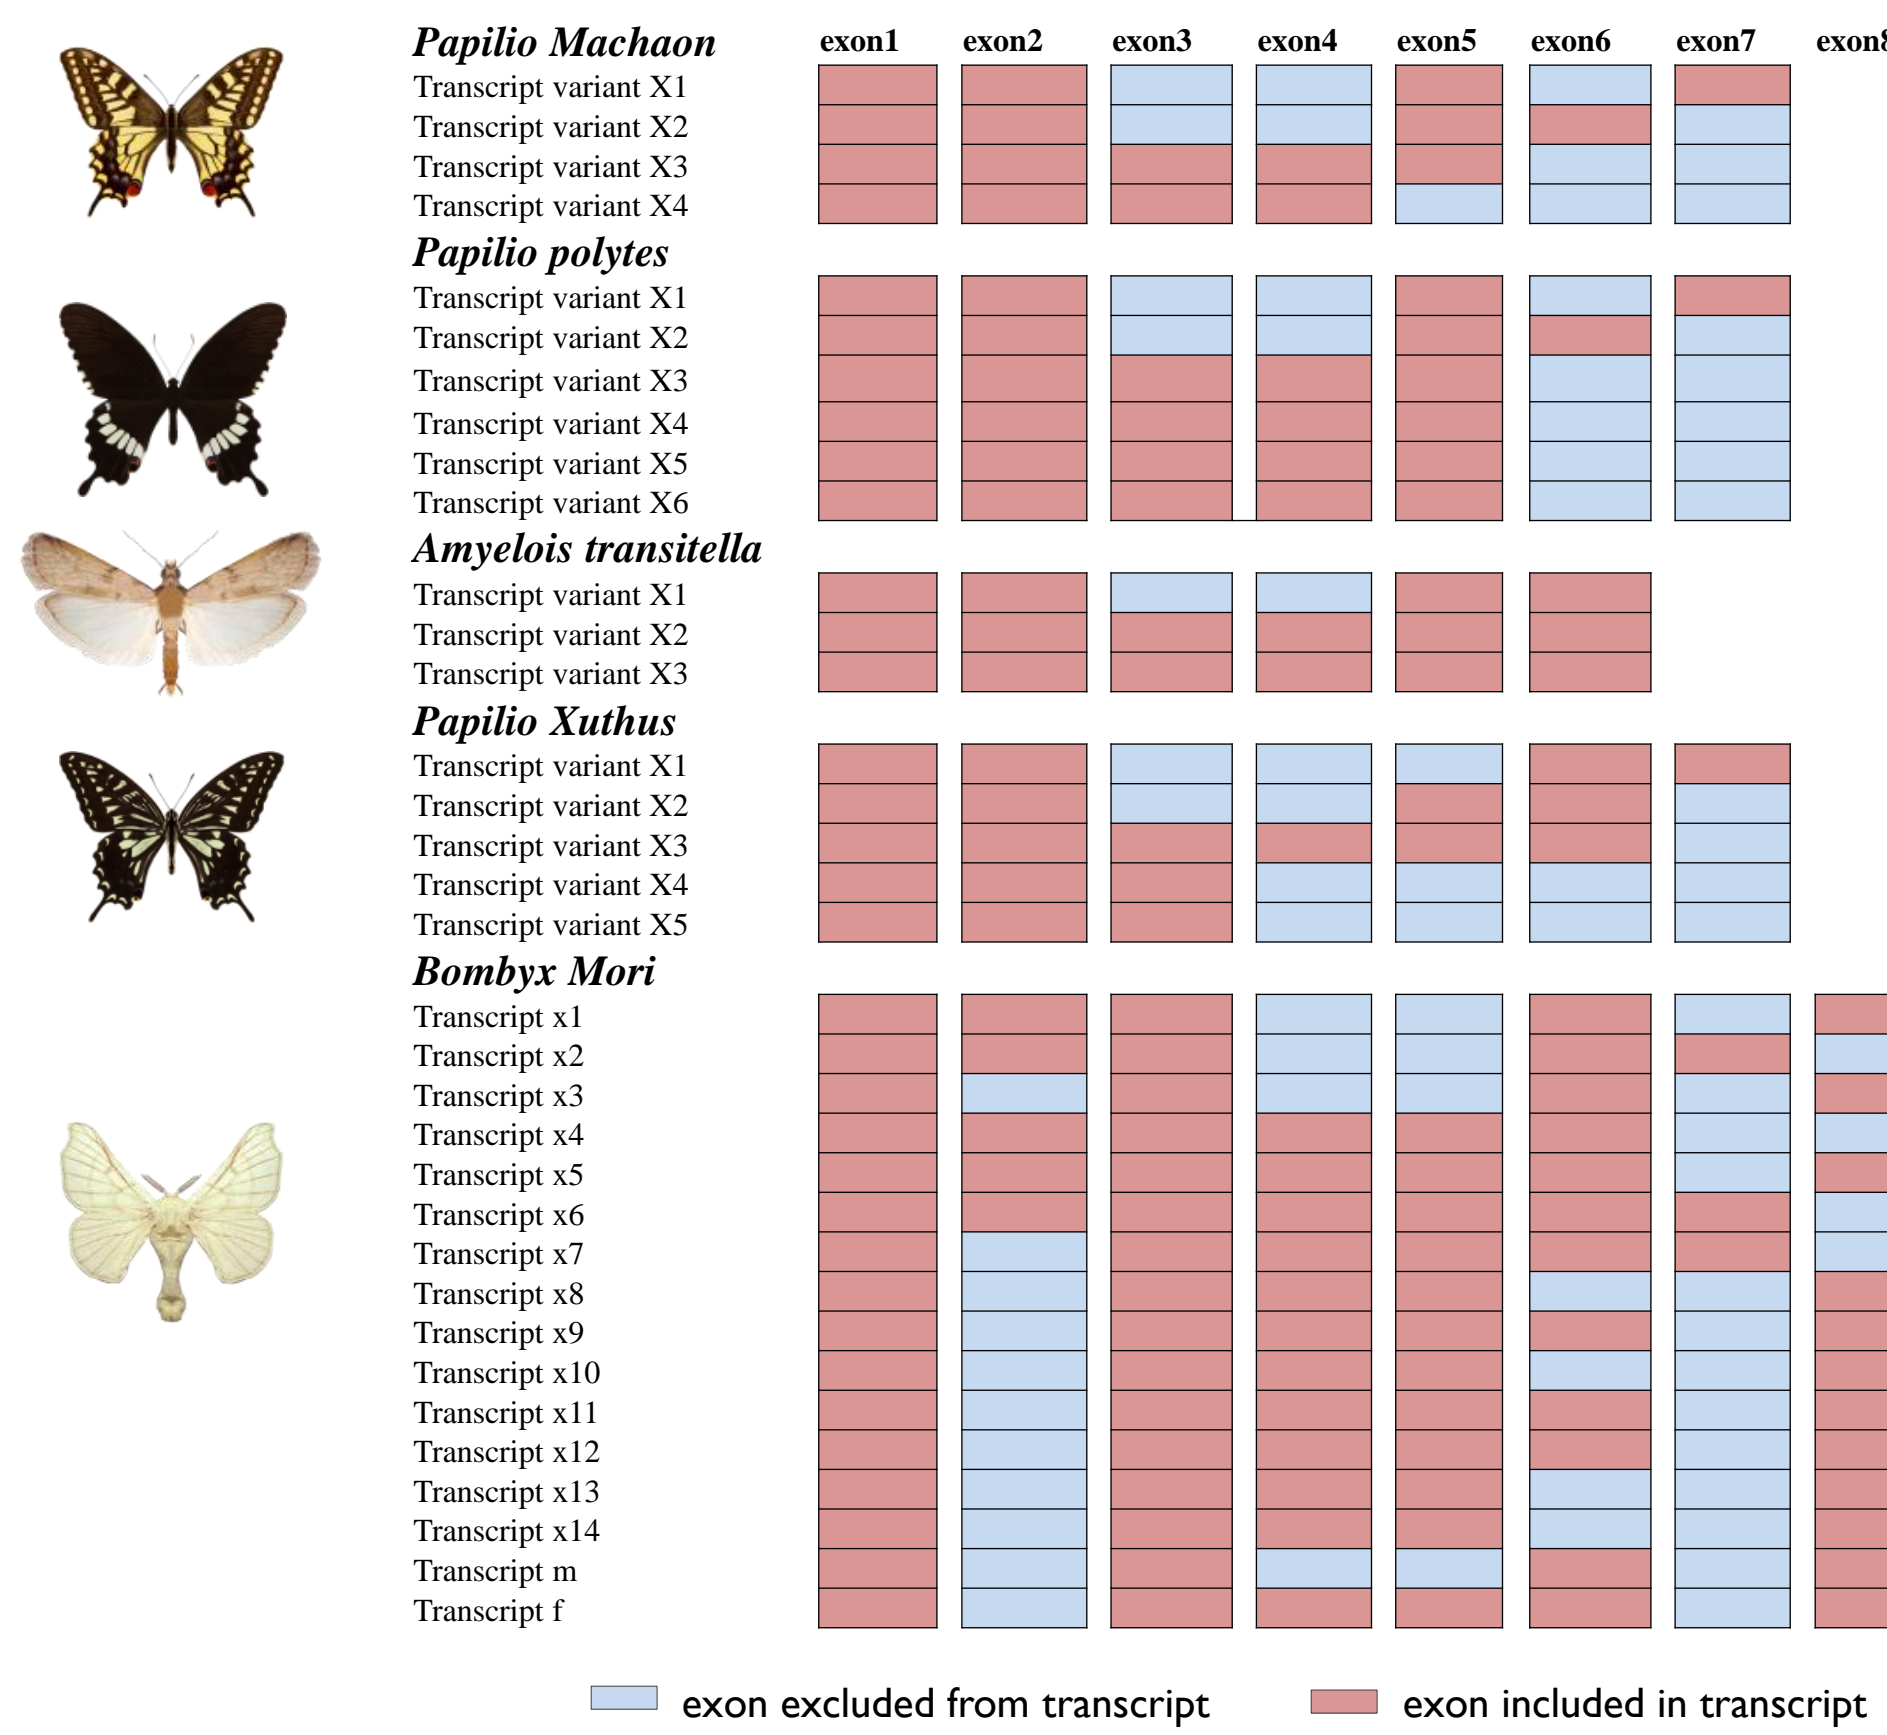 Papilio Machaon exon1 exon2 exon3 exon4 exon5 exon6 exon7 exon8
Transcript variant X1
Transcript variant X2
Transcript variant X3
Transcript variant X4
Papilio polytes
Transcript variant X1
Transcript variant X2
Transcript variant X3
Transcript variant X4
Transcript variant X5
Transcript variant X6
Amyelois transitella
Transcript variant X1
Transcript variant X2
Transcript variant X3
Papilio Xuthus
Transcript variant X1
Transcript variant X2
Transcript variant X3
Transcript variant X4
Transcript variant X5
Bombyx Mori
Transcript x1
Transcript x2
Transcript x3
Transcript x4
Transcript x5
Transcript x6
Transcript x7
Transcript x8
Transcript x9
Transcript x10
Transcript x11
Transcript x12
Transcript x13
Transcript x14
Transcript m
Transcript f
exon excluded from transcript exon included in transcript